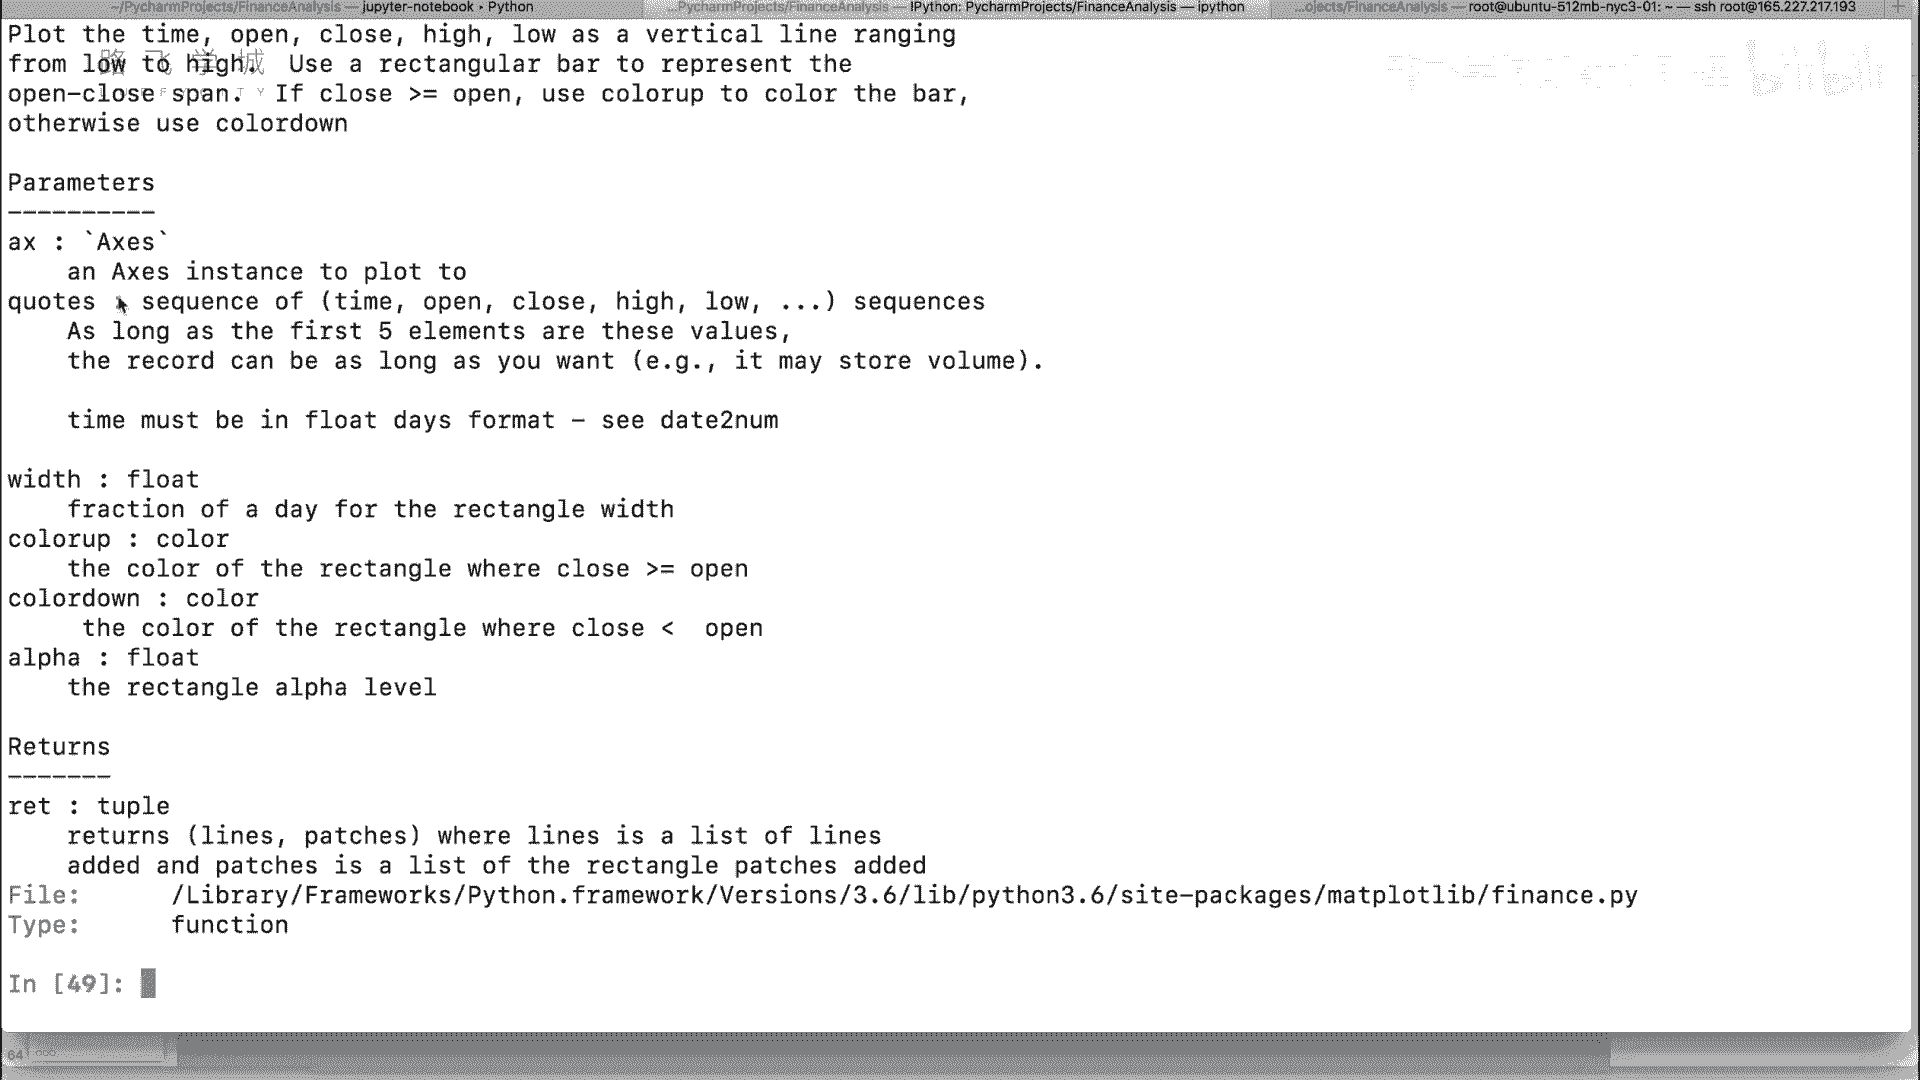 ~/PycharmProjects/FinanceAnalysis — jupyter-notebook ▸ Python
...PycharmProjects/FinanceAnalysis — IPython: PycharmProjects/FinanceAnalysis — ipython
...ojects/FinanceAnalysis — root@ubuntu-512mb-nyc3-01: ~ — ssh root@165.227.217.193
Plot the time, open, close, high, low as a vertical line ranging
from low to high.  Use a rectangular bar to represent the
路飞学城
open-close span.  If close >= open, use colorup to color the bar,
bilibili
otherwise use colordown
Parameters
----------
ax : `Axes`
an Axes instance to plot to
quotes : sequence of (time, open, close, high, low, ...) sequences
As long as the first 5 elements are these values,
the record can be as long as you want (e.g., it may store volume).
time must be in float days format - see date2num
width : float
fraction of a day for the rectangle width
colorup : color
the color of the rectangle where close >= open
colordown : color
the color of the rectangle where close <  open
alpha : float
the rectangle alpha level
Returns
-------
ret : tuple
returns (lines, patches) where lines is a list of lines
added and patches is a list of the rectangle patches added
File:      /Library/Frameworks/Python.framework/Versions/3.6/lib/python3.6/site-packages/matplotlib/finance.py
Type:      function
In [49]:
64